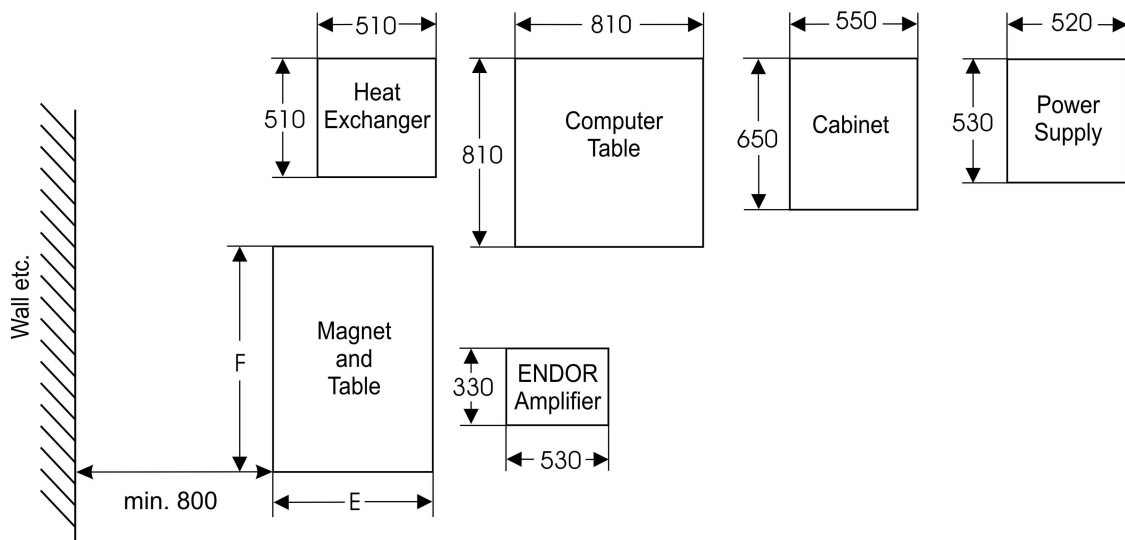 510
810
550
520
510
Heat
Exchanger
810
Computer
Table
650
Cabinet
530
Power
Supply
Wall etc.
F
Magnet
and
Table
330
ENDOR
Amplifier
530
min. 800
E